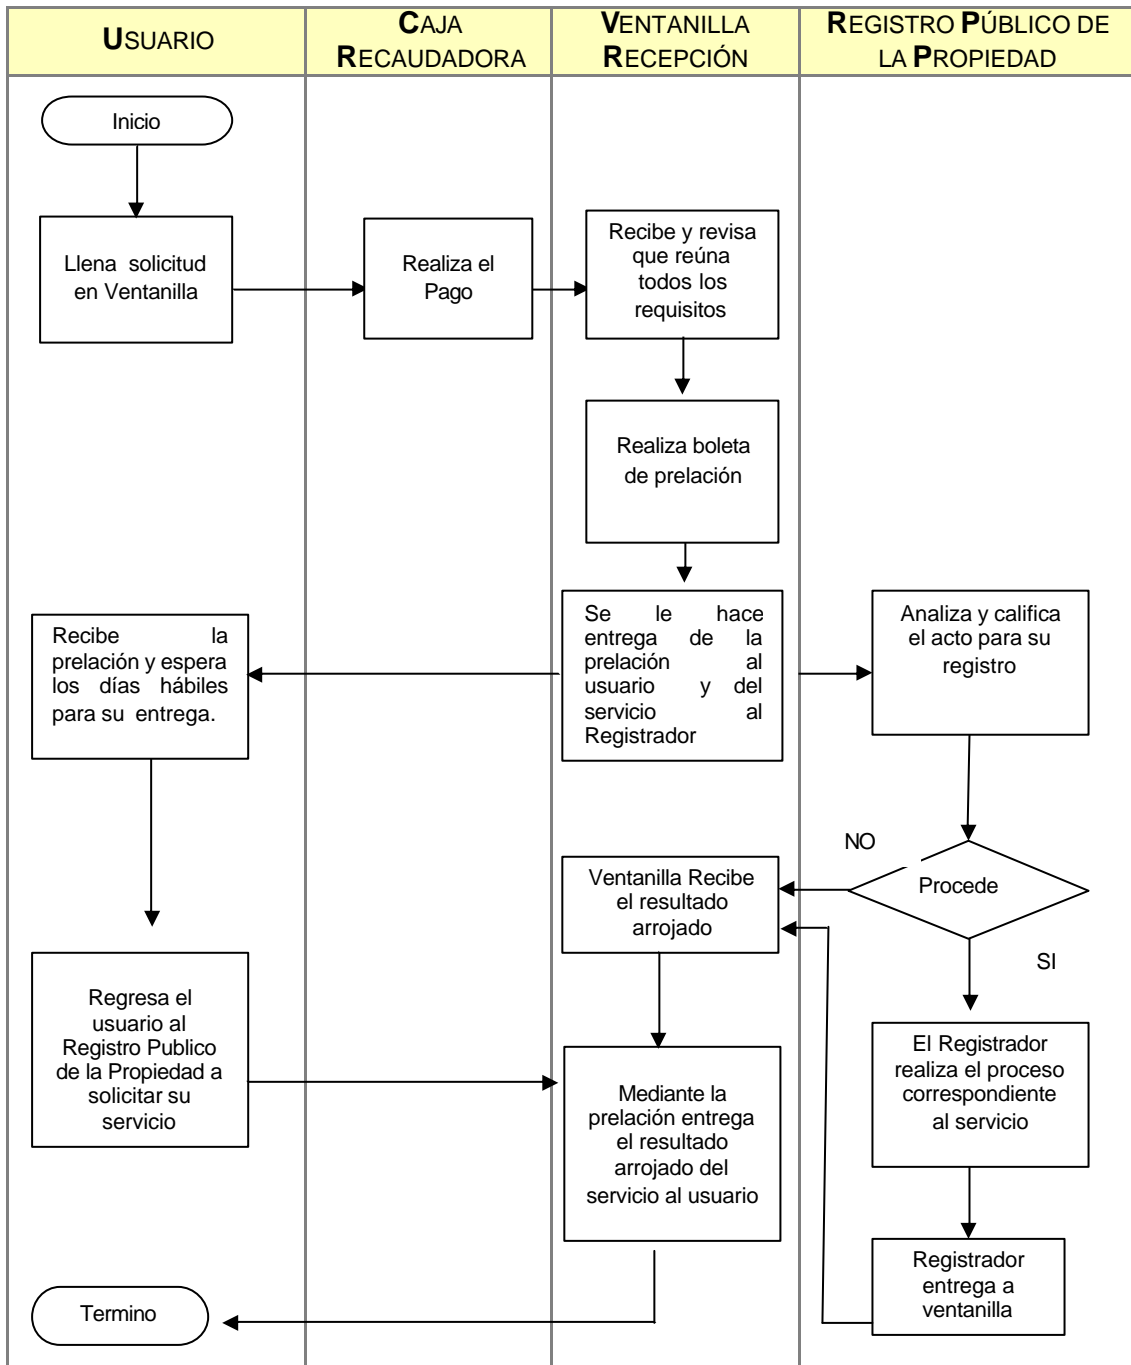 USUARIO
CAJA
RECAUDADORA
VENTANILLA
RECEPCIÓN
REGISTRO PÚBLICO DE
LA PROPIEDAD
Inicio
Llena solicitud
en Ventanilla
Realiza el
Pago
Recibe y revisa
que reúna
todos los
requisitos
Realiza boleta
de prelación
Se le hace
entrega de la
prelación al
usuario y del
servicio al
Registrador
Recibe la
prelación y espera
los días hábiles
para su entrega.
Analiza y califica
el acto para su
registro
NO
Procede
SI
Ventanilla Recibe
el resultado
arrojado
Regresa el
usuario al
Registro Publico
de la Propiedad a
solicitar su
servicio
Mediante la
prelación entrega
el resultado
arrojado del
servicio al usuario
El Registrador
realiza el proceso
correspondiente
al servicio
Registrador
entrega a
ventanilla
Termino